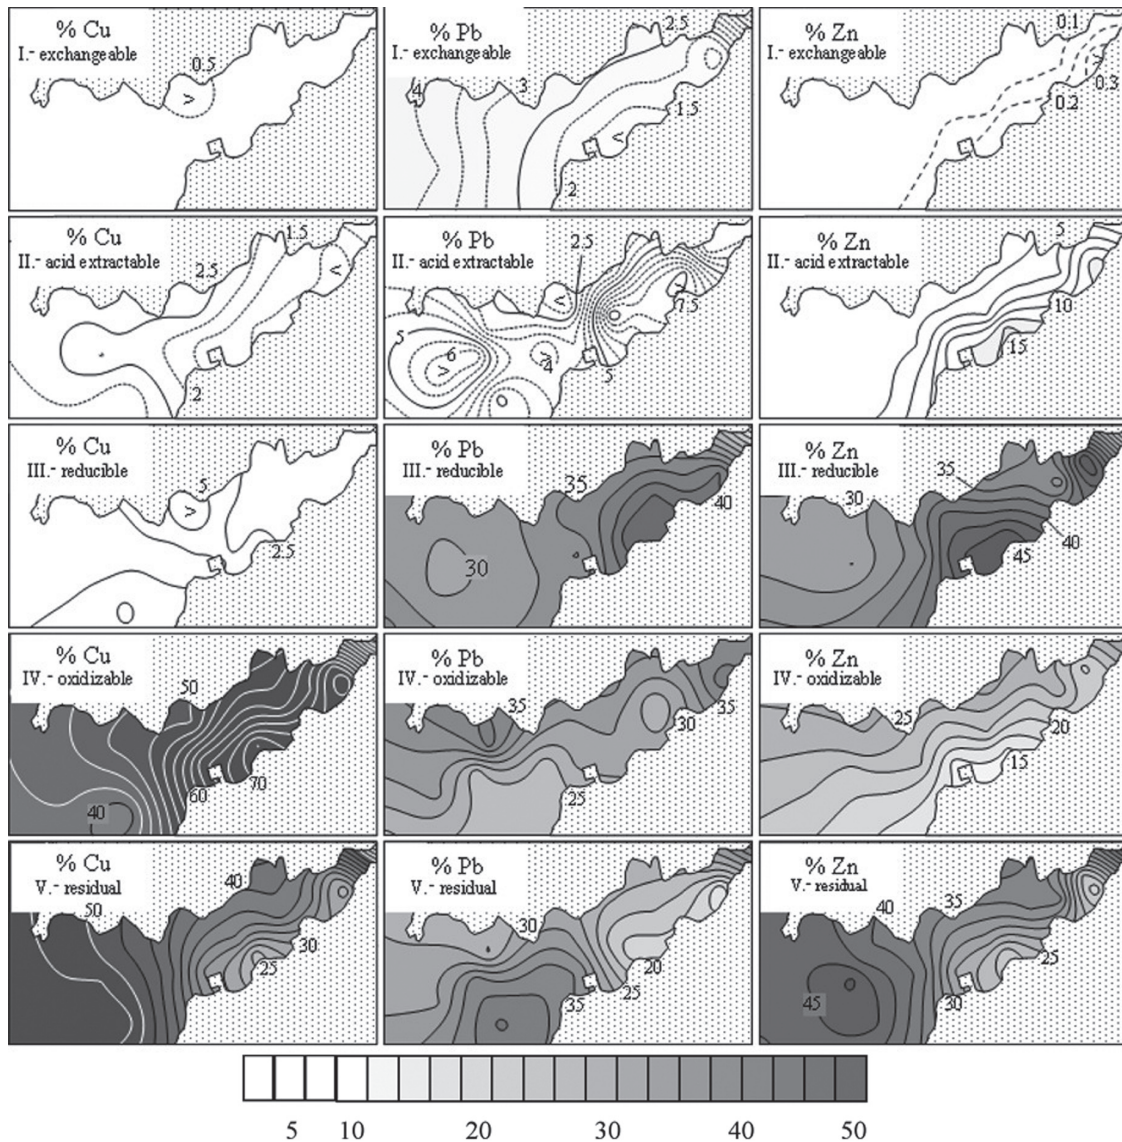 % Cu
I.- exchangeable
0.5
>
% Pb
I.- exchangeable
2.5
4
3
1.5
<
2
% Zn
I.- exchangeable
0.1
>
0.3
0.2
% Cu
II.- acid extractable
1.5
2.5
<
2
% Pb
II.- acid extractable
2.5
<
>
7.5
5
6
>
>
4
5
% Zn
II.- acid extractable
5
10
15
% Cu
III.- reducible
5
>
2.5
% Pb
III.- reducible
35
40
30
% Zn
III.- reducible
35
30
40
45
% Cu
IV.- oxidizable
50
70
60
40
% Pb
IV.- oxidizable
35
35
30
25
% Zn
IV.- oxidizable
25
20
15
% Cu
V.- residual
40
50
30
25
% Pb
V.- residual
30
20
25
35
% Zn
V.- residual
35
40
25
45
30
5 10 20 30 40 50